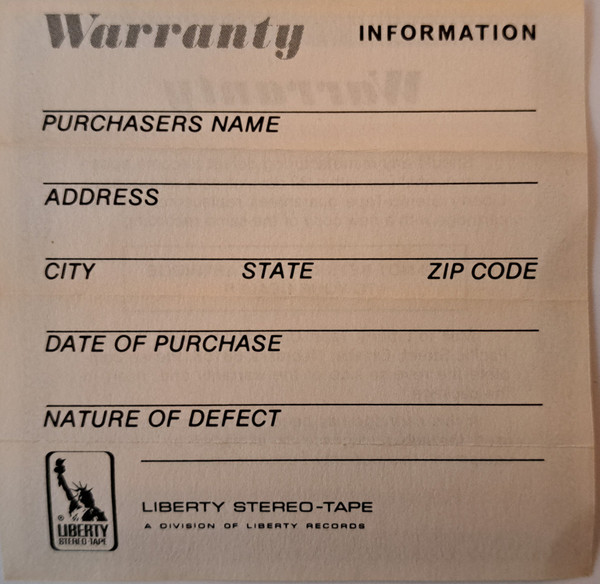 Warranty INFORMATION
PURCHASERS NAME
ADDRESS
CITY STATE ZIP CODE
DATE OF PURCHASE
NATURE OF DEFECT
® LIBERTY
STEREO-TAPE
LIBERTY STEREO-TAPE
A DIVISION OF LIBERTY RECORDS